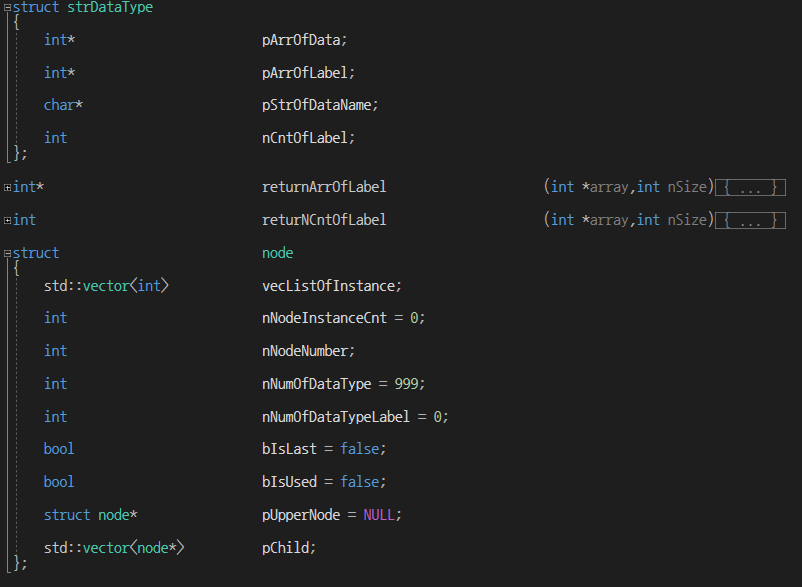 struct strDataType
{
int* pArrOfData;
int* pArrOfLabel;
char* pStrOfDataName;
int nCntOfLabel;
};
int* returnArrOfLabel (int *array,int nSize){ ... }
int returNCntOfLabel (int *array,int nSize){ ... }
struct node
{
std::vector<int> vecListOfInstance;
int nNodeInstanceCnt = 0;
int nNodeNumber;
int nNumOfDataType = 999;
int nNumOfDataTypeLabel = 0;
bool bIsLast = false;
bool bIsUsed = false;
struct node* pUpperNode = NULL;
std::vector<node*> pChild;
};